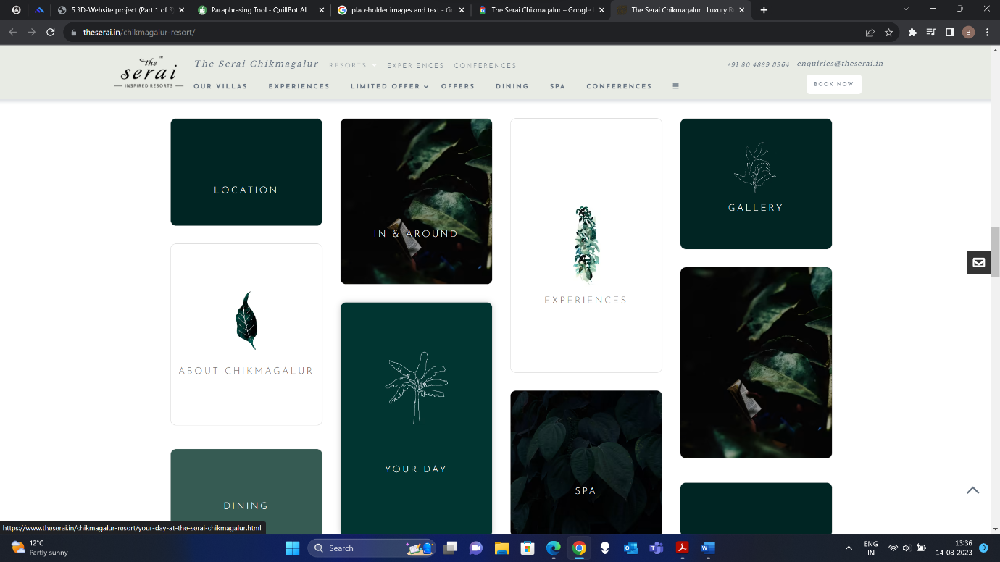 5.3D-Website project (Part 1 of 3)
Paraphrasing Tool - QuillBot AI
placeholder images and text - Go
The Serai Chikmagalur – Google
The Serai Chikmagalur | Luxury R
theserai.in/chikmagalur-resort/
B
the
serai
TM
INSPIRED RESORTS
The Serai Chikmagalur
RESORTS
EXPERIENCES
CONFERENCES
+91 80 4889 3964
enquiries@theserai.in
OUR VILLAS
EXPERIENCES
LIMITED OFFER
OFFERS
DINING
SPA
CONFERENCES
BOOK NOW
LOCATION
IN & AROUND
EXPERIENCES
GALLERY
ABOUT CHIKMAGALUR
YOUR DAY
SPA
DINING
https://www.theserai.in/chikmagalur-resort/your-day-at-the-serai-chikmagalur.html
12°C
Partly sunny
Search
ENG
IN
13:36
14-08-2023
9